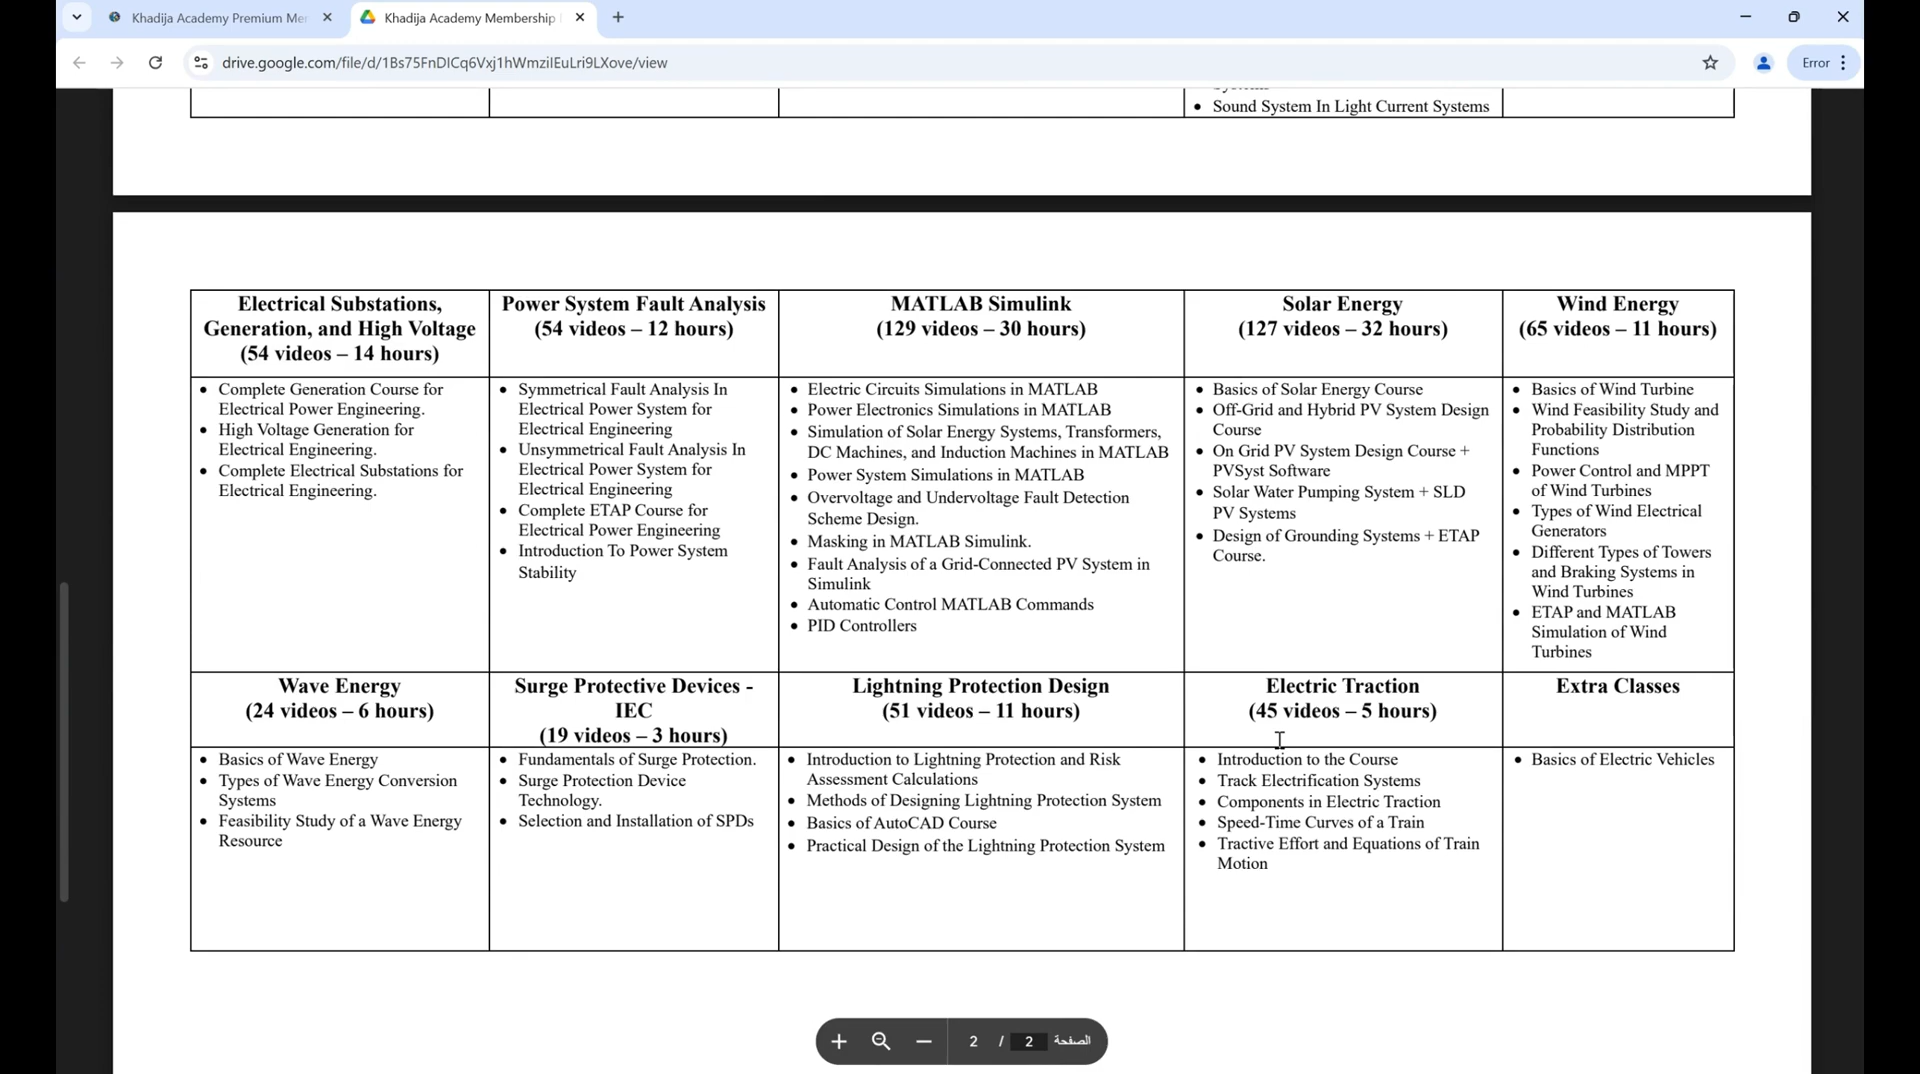 Khadija Academy Premium Mer
Khadija Academy Membership
drive.google.com/file/d/1Bs75FnDICq6Vxj1hWmzilEuLri9LXove/view
Error
• Sound System In Light Current Systems
Electrical Substations,
Generation, and High Voltage
(54 videos – 14 hours)
Power System Fault Analysis
(54 videos – 12 hours)
MATLAB Simulink
(129 videos – 30 hours)
Solar Energy
(127 videos – 32 hours)
Wind Energy
(65 videos – 11 hours)
• Complete Generation Course for
Electrical Power Engineering.
• High Voltage Generation for
Electrical Engineering.
• Complete Electrical Substations for
Electrical Engineering.
• Symmetrical Fault Analysis In
Electrical Power System for
Electrical Engineering
• Unsymmetrical Fault Analysis In
Electrical Power System for
Electrical Engineering
• Complete ETAP Course for
Electrical Power Engineering
• Introduction To Power System
Stability
• Electric Circuits Simulations in MATLAB
• Power Electronics Simulations in MATLAB
• Simulation of Solar Energy Systems, Transformers,
DC Machines, and Induction Machines in MATLAB
• Power System Simulations in MATLAB
• Overvoltage and Undervoltage Fault Detection
Scheme Design.
• Masking in MATLAB Simulink.
• Fault Analysis of a Grid-Connected PV System in
Simulink
• Automatic Control MATLAB Commands
• PID Controllers
• Basics of Solar Energy Course
• Off-Grid and Hybrid PV System Design
Course
• On Grid PV System Design Course +
PVSyst Software
• Solar Water Pumping System + SLD
PV Systems
• Design of Grounding Systems + ETAP
Course.
• Basics of Wind Turbine
• Wind Feasibility Study and
Probability Distribution
Functions
• Power Control and MPPT
of Wind Turbines
• Types of Wind Electrical
Generators
• Different Types of Towers
and Braking Systems in
Wind Turbines
• ETAP and MATLAB
Simulation of Wind
Turbines
Wave Energy
(24 videos – 6 hours)
Surge Protective Devices -
IEC
(19 videos – 3 hours)
Lightning Protection Design
(51 videos – 11 hours)
Electric Traction
(45 videos – 5 hours)
Extra Classes
• Basics of Wave Energy
• Types of Wave Energy Conversion
Systems
• Feasibility Study of a Wave Energy
Resource
• Fundamentals of Surge Protection.
• Surge Protection Device
Technology.
• Selection and Installation of SPDs
• Introduction to Lightning Protection and Risk
Assessment Calculations
• Methods of Designing Lightning Protection System
• Basics of AutoCAD Course
• Practical Design of the Lightning Protection System
• Introduction to the Course
• Track Electrification Systems
• Components in Electric Traction
• Speed-Time Curves of a Train
• Tractive Effort and Equations of Train
Motion
• Basics of Electric Vehicles
2 / 2 الصفحة